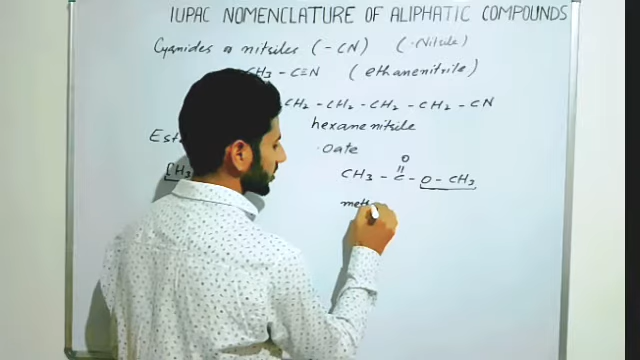 IUPAC NOMENCLATURE OF ALIPHATIC COMPOUNDS
Cyanides or nitriles (-CN) (·Nitrile)
CH3 - C≡N (ethanenitrile)
CH2 - CH2 - CH2 - CH2 - CN
hexanenitrile
Est
·Oate
O
CH3 - C - O - CH3
CH3
meth